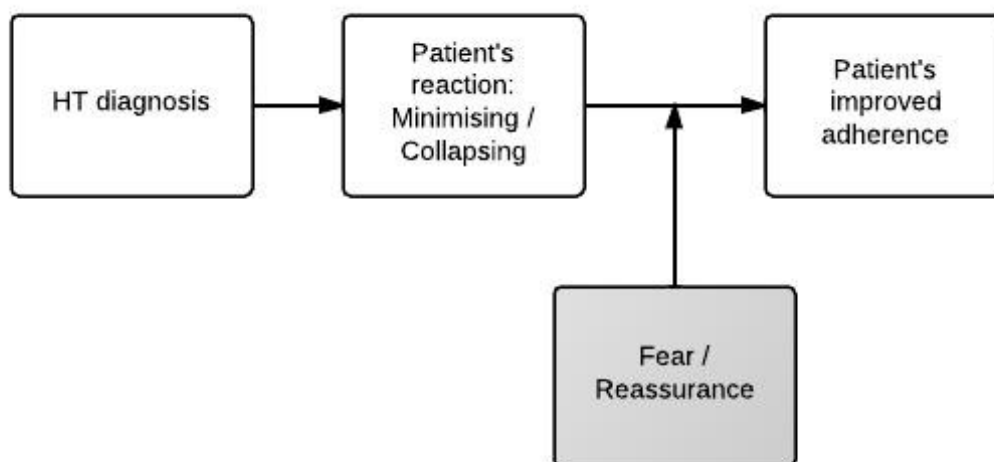 HT diagnosis
Patient's
reaction:
Minimising /
Collapsing
Patient's
improved
adherence
Fear /
Reassurance